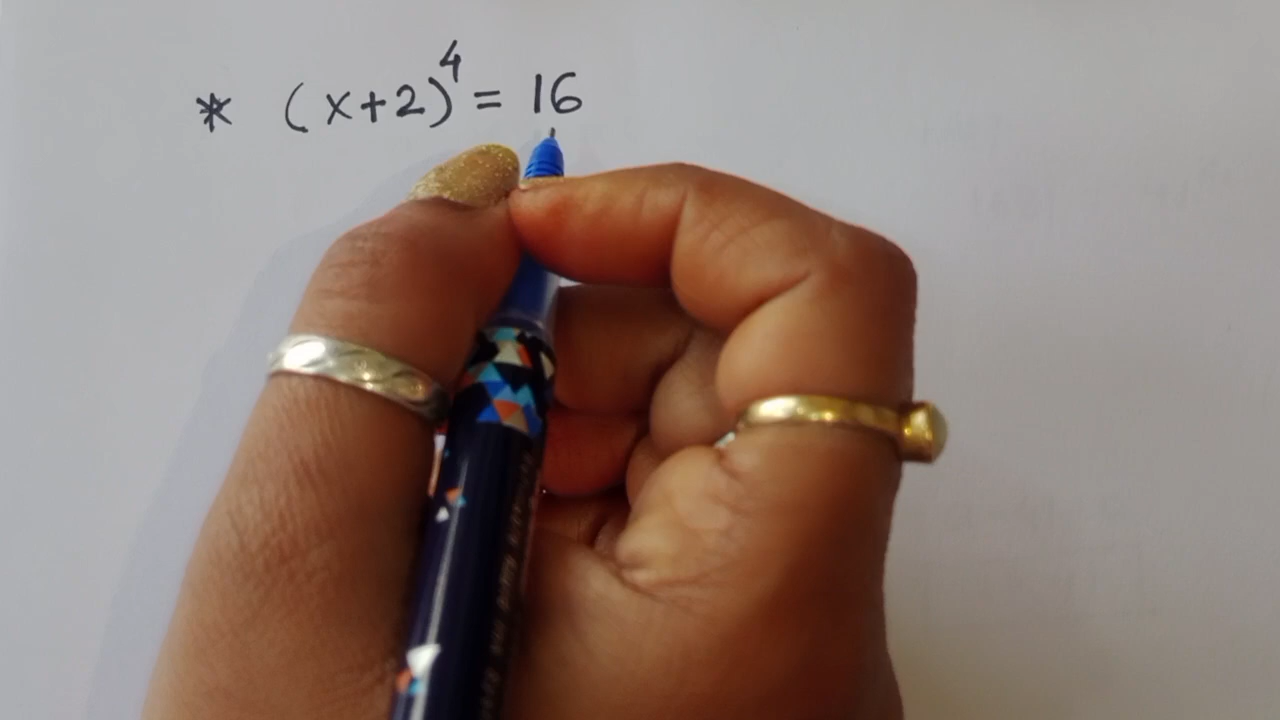 * (x+2)⁴ = 16